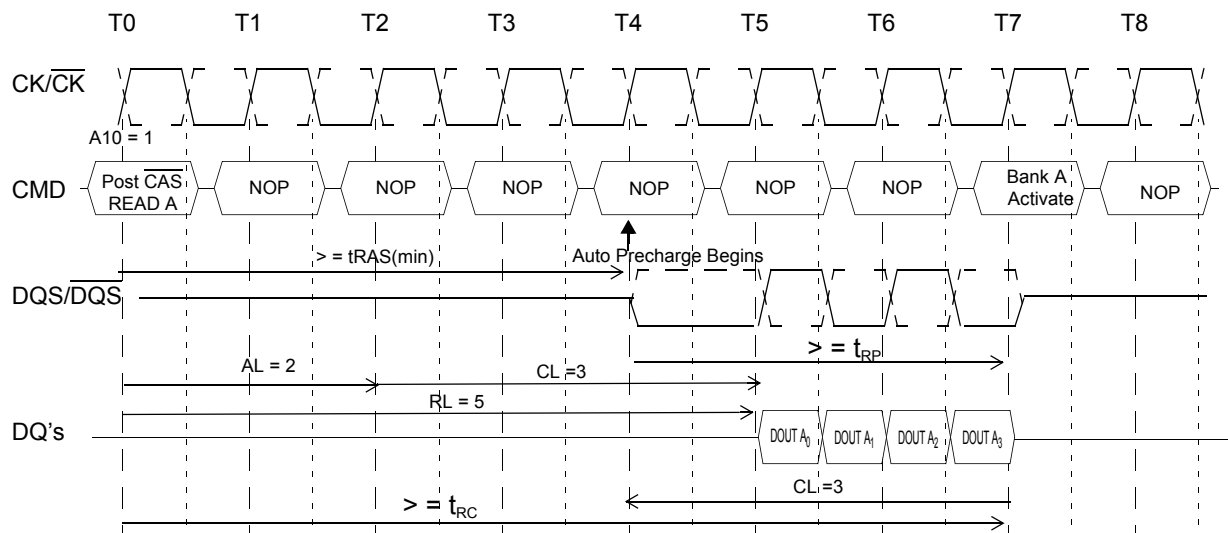 T0 T1 T2 T3 T4 T5 T6 T7 T8
CK/CK
A10 = 1
CMD
Post CAS
READ A
NOP
NOP
NOP
NOP
NOP
NOP
Bank A
Activate
NOP
> = tRAS(min)
Auto Precharge Begins
DQS/DQS
> = tRP
AL = 2
CL =3
RL = 5
DQ's
DOUT A0
DOUT A1
DOUT A2
DOUT A3
CL =3
> = tRC